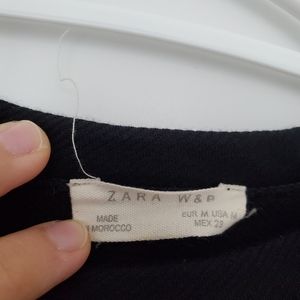 ZARA W&B
MADE
MOROCCO
EUR M USA M
MEX 28